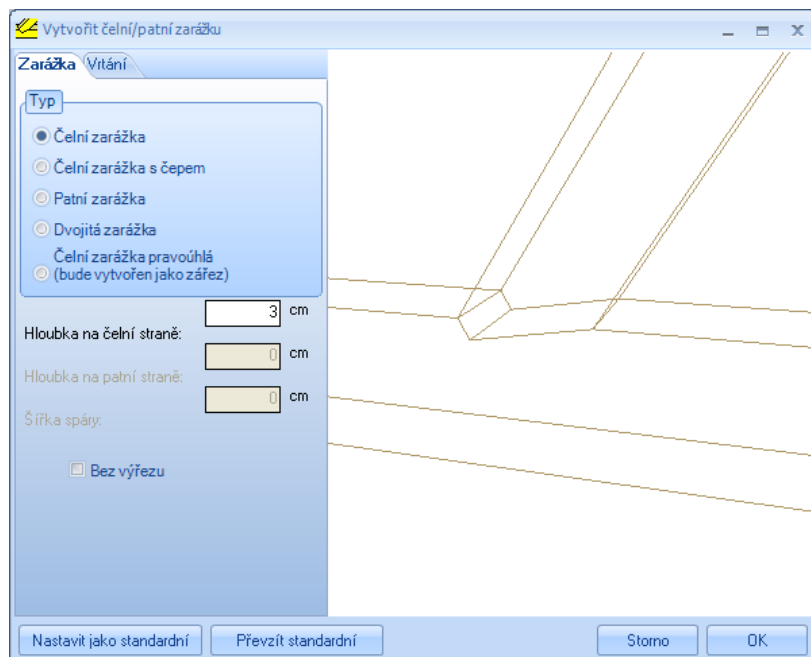 Vytvořit čelní/patní zarážku
Zarážka Vrtání
Typ
Čelní zarážka
Čelní zarážka s čepem
Patní zarážka
Dvojitá zarážka
Čelní zarážka pravoúhlá
(bude vytvořen jako zářez)
3 cm
Hloubka na čelní straně:
0 cm
Hloubka na patní straně:
0 cm
Šířka spáry:
Bez výřezu
Nastavit jako standardní Převzít standardní Storno OK